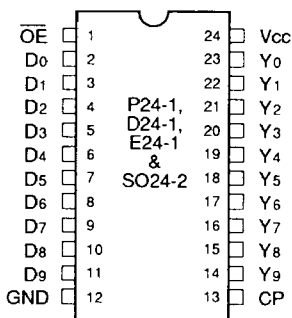 OE 1 24 Vcc
D0 2 23 Y0
D1 3 22 Y1
D2 4 P24-1, 21 Y2
D3 5 D24-1, 20 Y3
D4 6 E24-1 19 Y4
D5 7 & 18 Y5
D6 8 SO24-2 17 Y6
D7 9 16 Y7
D8 10 15 Y8
D9 11 14 Y9
GND 12 13 CP